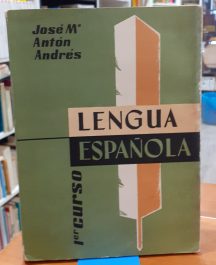 José Mª
Antón
Andrés
LENGUA
ESPAÑOLA
1er CURSO